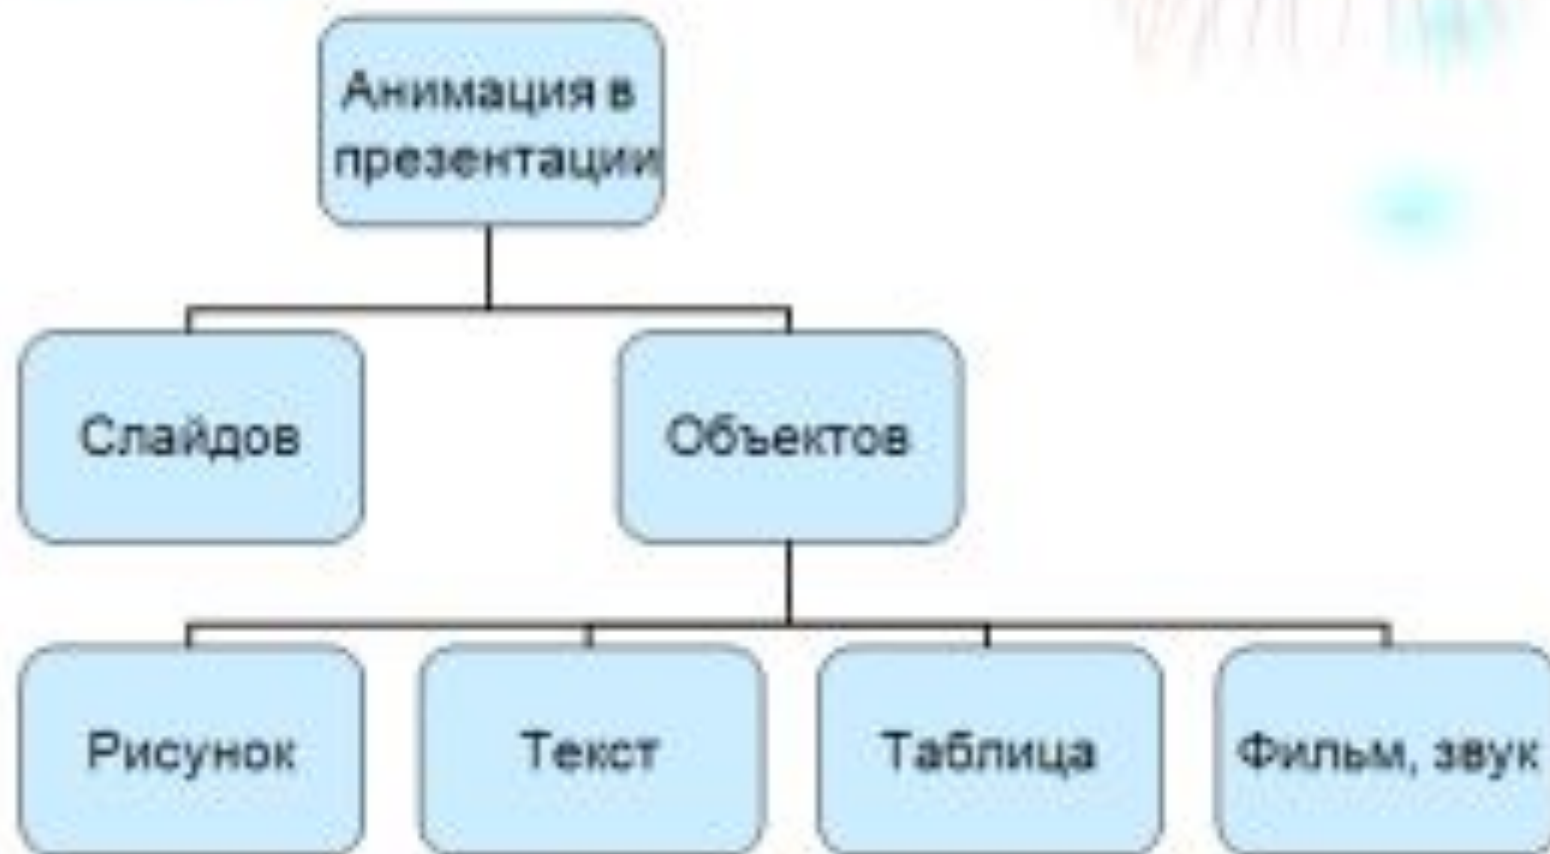 Анимация в
презентации
Слайдов
Объектов
Рисунок
Текст
Таблица
Фильм, звук